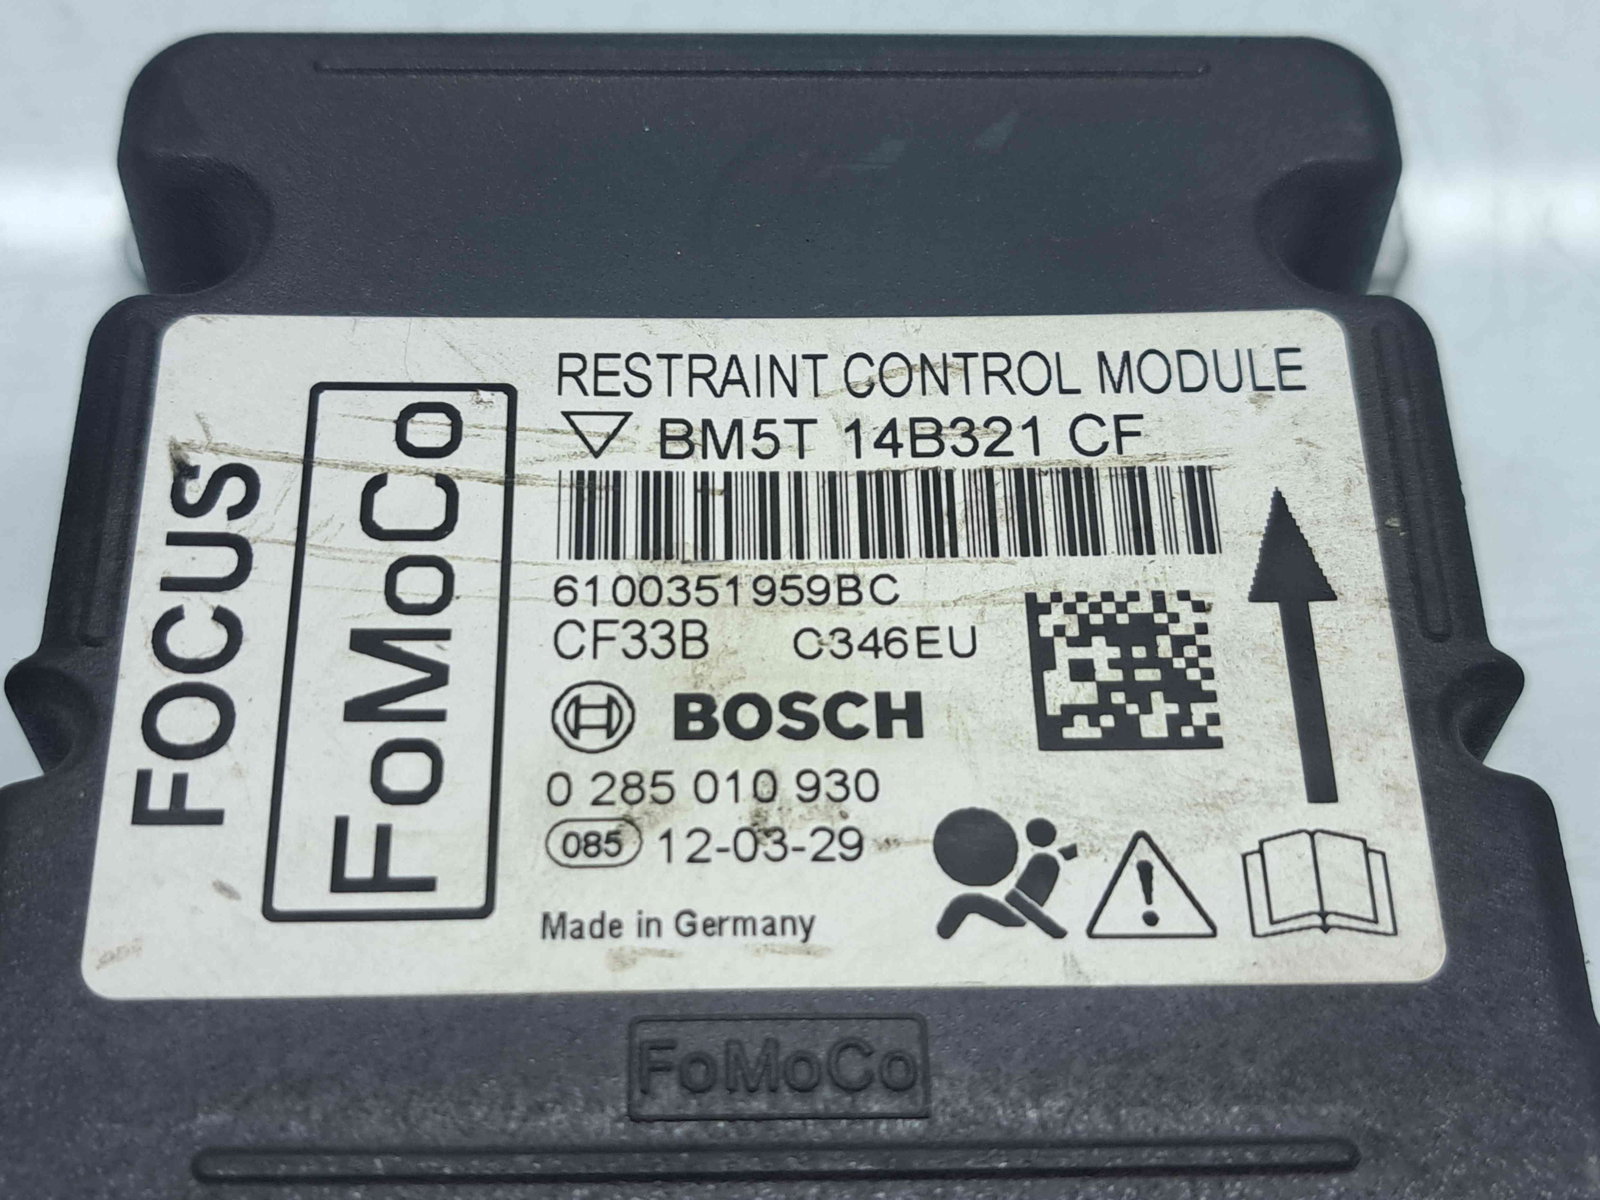 FOCUS
FoMoCo
RESTRAINT CONTROL MODULE
BM5T 14B321 CF
6100351959BC
CF33B C346EU
BOSCH
0 285 010 930
085 12-03-29
Made in Germany
FoMoCo